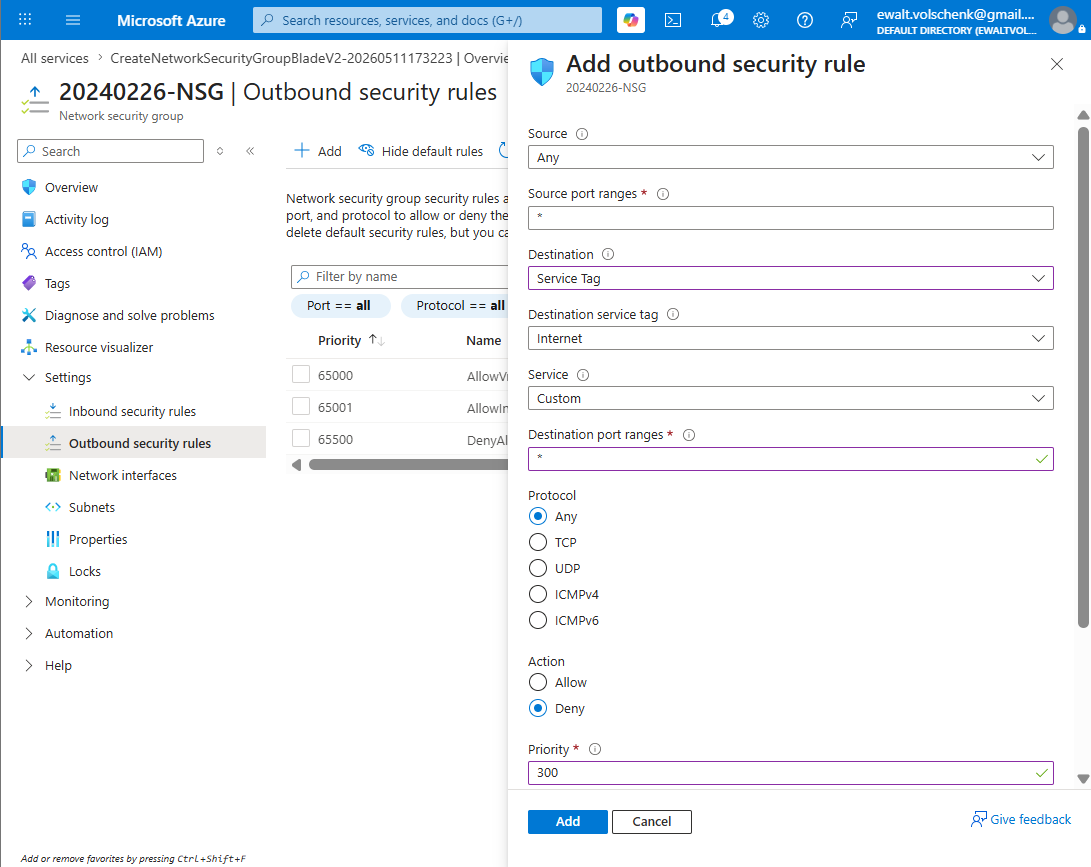 Microsoft Azure
Search resources, services, and docs (G+/)
4
ewalt.volschenk@gmail....
DEFAULT DIRECTORY (EWALTVOL...
All services > CreateNetworkSecurityGroupBladeV2-20260511173223 | Overvie
20240226-NSG | Outbound security rules
Network security group
Search
Overview
Activity log
Access control (IAM)
Tags
Diagnose and solve problems
Resource visualizer
Settings
Inbound security rules
Outbound security rules
Network interfaces
Subnets
Properties
Locks
Monitoring
Automation
Help
Add or remove favorites by pressing Ctrl+Shift+F
Add
Hide default rules
Network security group security rules a
port, and protocol to allow or deny the
delete default security rules, but you ca
Filter by name
Port == all
Protocol == all
Priority ↑↓ Name
65000 AllowVn
65001 AllowIn
65500 DenyAl
Add outbound security rule
20240226-NSG
Source
Any
Source port ranges *
*
Destination
Service Tag
Destination service tag
Internet
Service
Custom
Destination port ranges *
*
Protocol
Any
TCP
UDP
ICMPv4
ICMPv6
Action
Allow
Deny
Priority *
300
Add
Cancel
Give feedback